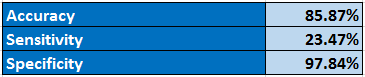 Accuracy 85.87%
Sensitivity 23.47%
Specificity 97.84%